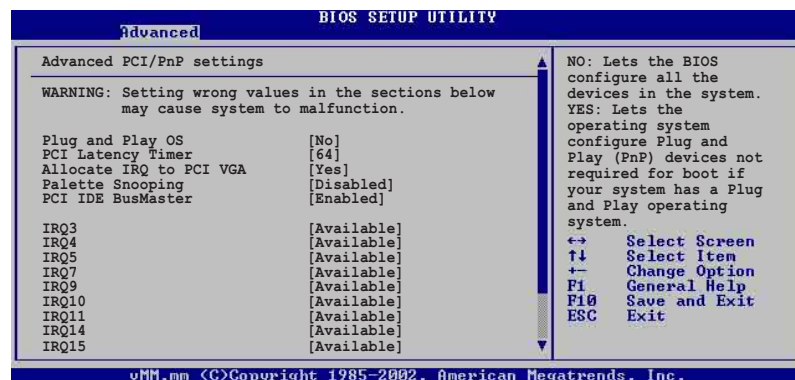 BIOS SETUP UTILITY
Advanced
Advanced PCI/PnP settings
WARNING: Setting wrong values in the sections below
may cause system to malfunction.
Plug and Play OS [No]
PCI Latency Timer [64]
Allocate IRQ to PCI VGA [Yes]
Palette Snooping [Disabled]
PCI IDE BusMaster [Enabled]
IRQ3 [Available]
IRQ4 [Available]
IRQ5 [Available]
IRQ7 [Available]
IRQ9 [Available]
IRQ10 [Available]
IRQ11 [Available]
IRQ14 [Available]
IRQ15 [Available]
NO: Lets the BIOS
configure all the
devices in the system.
YES: Lets the
operating system
configure Plug and
Play (PnP) devices not
required for boot if
your system has a Plug
and Play operating
system.
↔ Select Screen
↑↓ Select Item
+- Change Option
F1 General Help
F10 Save and Exit
ESC Exit
vMM.mm (C)Copyright 1985-2002, American Megatrends, Inc.